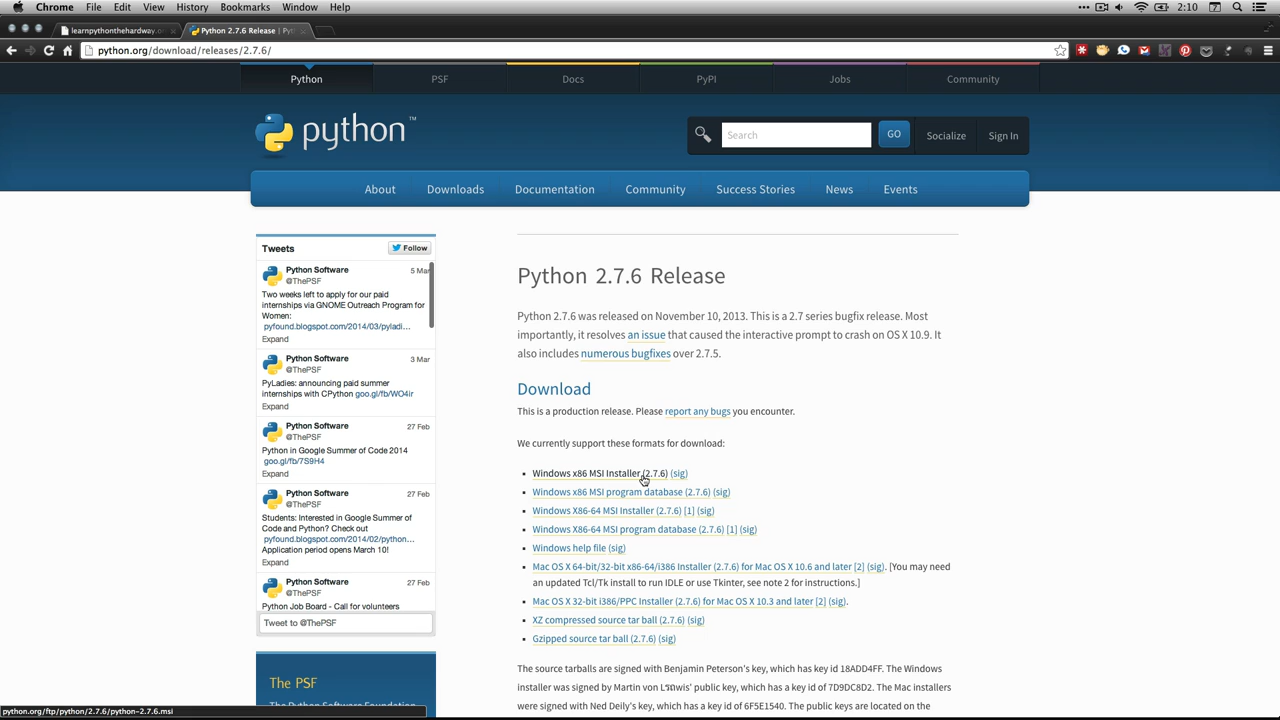 Chrome File Edit View History Bookmarks Window Help 2:10
learnpythonthehardway.o
Python 2.7.6 Release | Pyth
python.org/download/releases/2.7.6/
Python PSF Docs PyPI Jobs Community
python™
Search GO Socialize Sign In
About Downloads Documentation Community Success Stories News Events
Tweets Follow
Python Software 5 Mar
@ThePSF
Two weeks left to apply for our paid
internships via GNOME Outreach Program for
Women:
pyfound.blogspot.com/2014/03/pyladi…
Expand
Python Software 3 Mar
@ThePSF
PyLadies: announcing paid summer
internships with CPython goo.gl/fb/WO4ir
Expand
Python Software 27 Feb
@ThePSF
Python in Google Summer of Code 2014
goo.gl/fb/7S9H4
Expand
Python Software 27 Feb
@ThePSF
Students: Interested in Google Summer of
Code and Python? Check out
pyfound.blogspot.com/2014/02/python…
Application period opens March 10!
Expand
Python Software 27 Feb
@ThePSF
Python Job Board - Call for volunteers
Tweet to @ThePSF
The PSF
The Python Software Foundation
Python 2.7.6 Release
Python 2.7.6 was released on November 10, 2013. This is a 2.7 series bugfix release. Most
importantly, it resolves an issue that caused the interactive prompt to crash on OS X 10.9. It
also includes numerous bugfixes over 2.7.5.
Download
This is a production release. Please report any bugs you encounter.
We currently support these formats for download:
Windows x86 MSI Installer (2.7.6) (sig)
Windows x86 MSI program database (2.7.6) (sig)
Windows X86-64 MSI Installer (2.7.6) [1] (sig)
Windows X86-64 MSI program database (2.7.6) [1] (sig)
Windows help file (sig)
Mac OS X 64-bit/32-bit x86-64/i386 Installer (2.7.6) for Mac OS X 10.6 and later [2] (sig). [You may need
an updated Tcl/Tk install to run IDLE or use Tkinter, see note 2 for instructions.]
Mac OS X 32-bit i386/PPC Installer (2.7.6) for Mac OS X 10.3 and later [2] (sig).
XZ compressed source tar ball (2.7.6) (sig)
Gzipped source tar ball (2.7.6) (sig)
The source tarballs are signed with Benjamin Peterson's key, which has key id 18ADD4FF. The Windows
installer was signed by Martin von public key, which has a key id of 7D9DC8D2. The Mac installers
were signed with Ned Deily's key, which has a key id of 6F5E1540. The public keys are located on the
python.org/ftp/python/2.7.6/python-2.7.6.msi